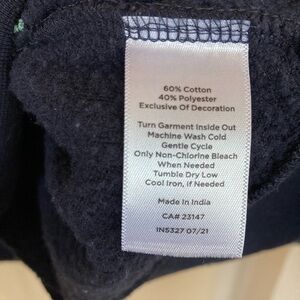 60% Cotton
40% Polyester
Exclusive Of Decoration
Turn Garment Inside Out
Machine Wash Cold
Gentle Cycle
Only Non-Chlorine Bleach
When Needed
Tumble Dry Low
Cool Iron, if Needed
Made In India
CA# 23147
IN5327 07/21